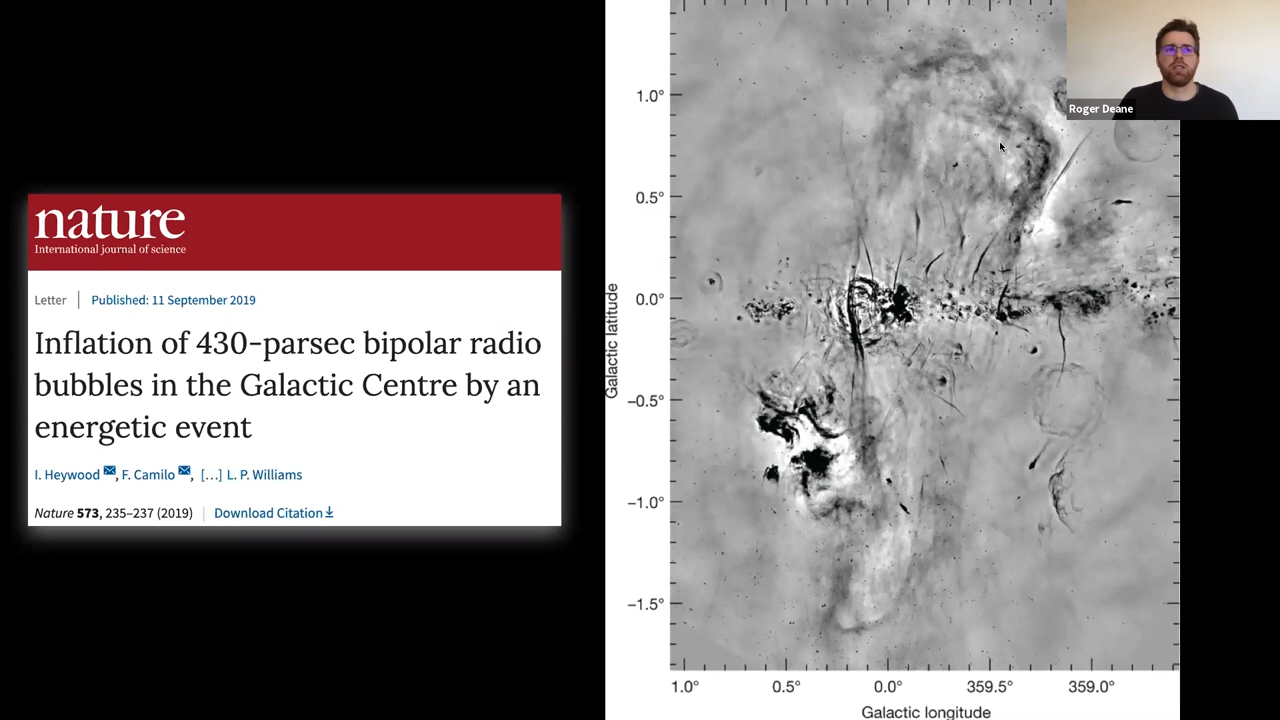 nature
International journal of science
Letter | Published: 11 September 2019
Inflation of 430-parsec bipolar radio
bubbles in the Galactic Centre by an
energetic event
I. Heywood, F. Camilo, [...] L. P. Williams
Nature 573, 235–237 (2019) | Download Citation
Roger Deane
Galactic latitude
1.0°
0.5°
0.0°
−0.5°
−1.0°
−1.5°
1.0° 0.5° 0.0° 359.5° 359.0°
Galactic longitude